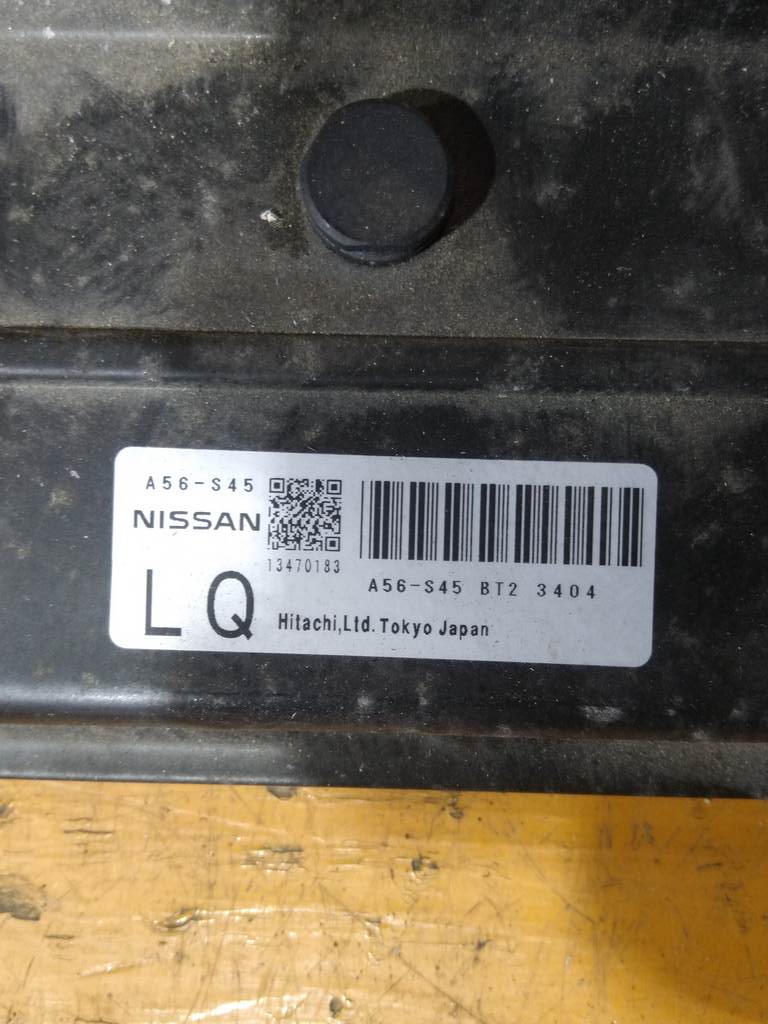 A56-S45
NISSAN
13470183
A56-S45 BT2 3404
LQ
Hitachi,Ltd. Tokyo Japan